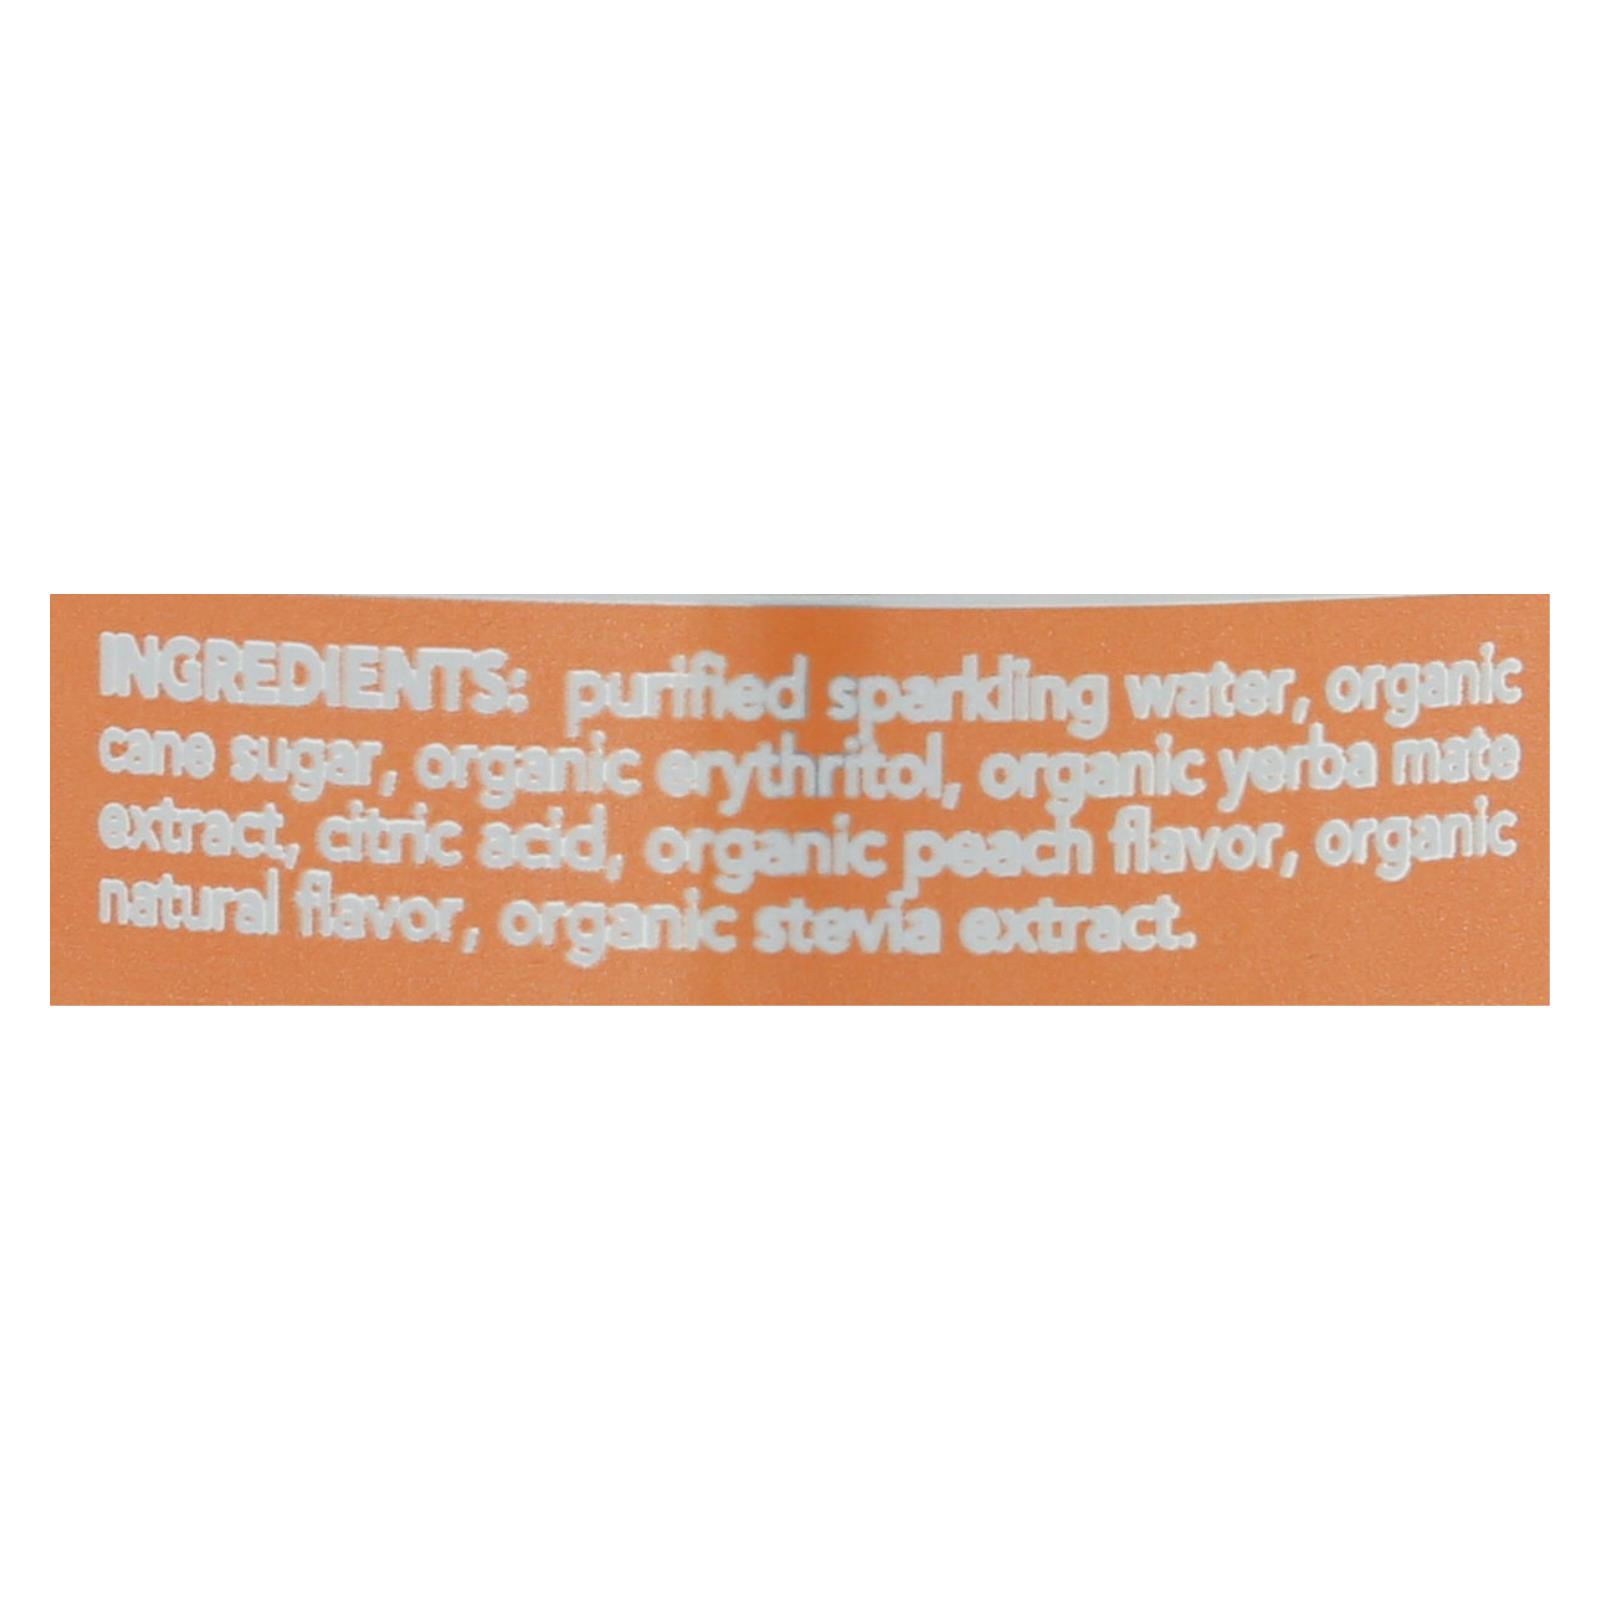 INGREDIENTS: purified sparkling water, organic
cane sugar, organic erythritol, organic yerba mate
extract, citric acid, organic peach flavor, organic
natural flavor, organic stevia extract.